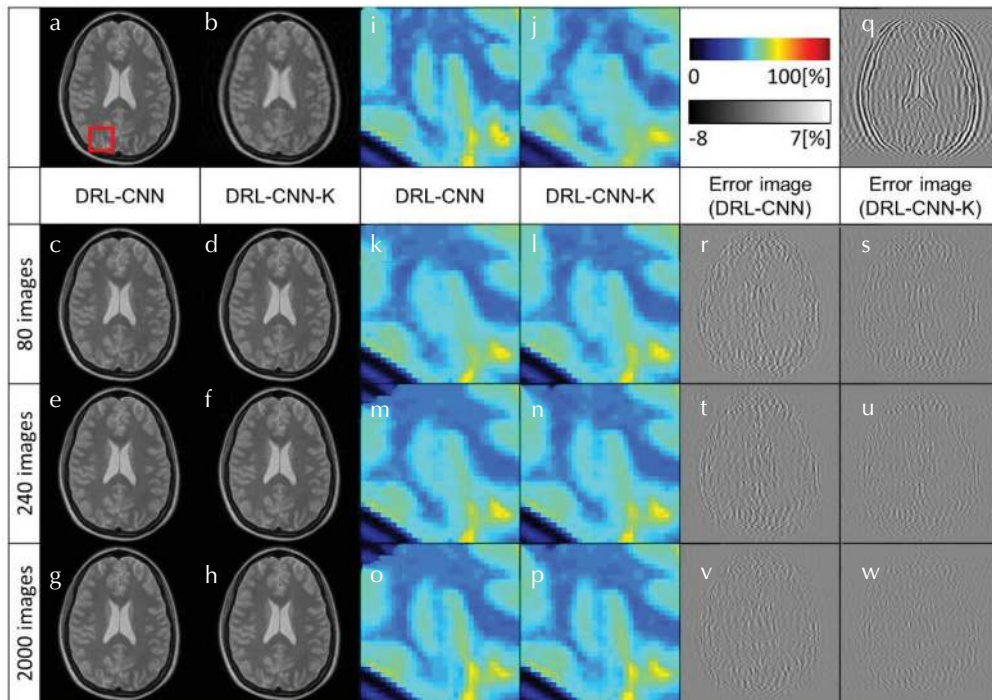 a
b
i
j
0 100[%]
-8 7[%]
q
DRL-CNN
DRL-CNN-K
DRL-CNN
DRL-CNN-K
Error image
(DRL-CNN)
Error image
(DRL-CNN-K)
80 images
c
d
k
l
r
s
240 images
e
f
m
n
t
u
2000 images
g
h
o
p
v
w